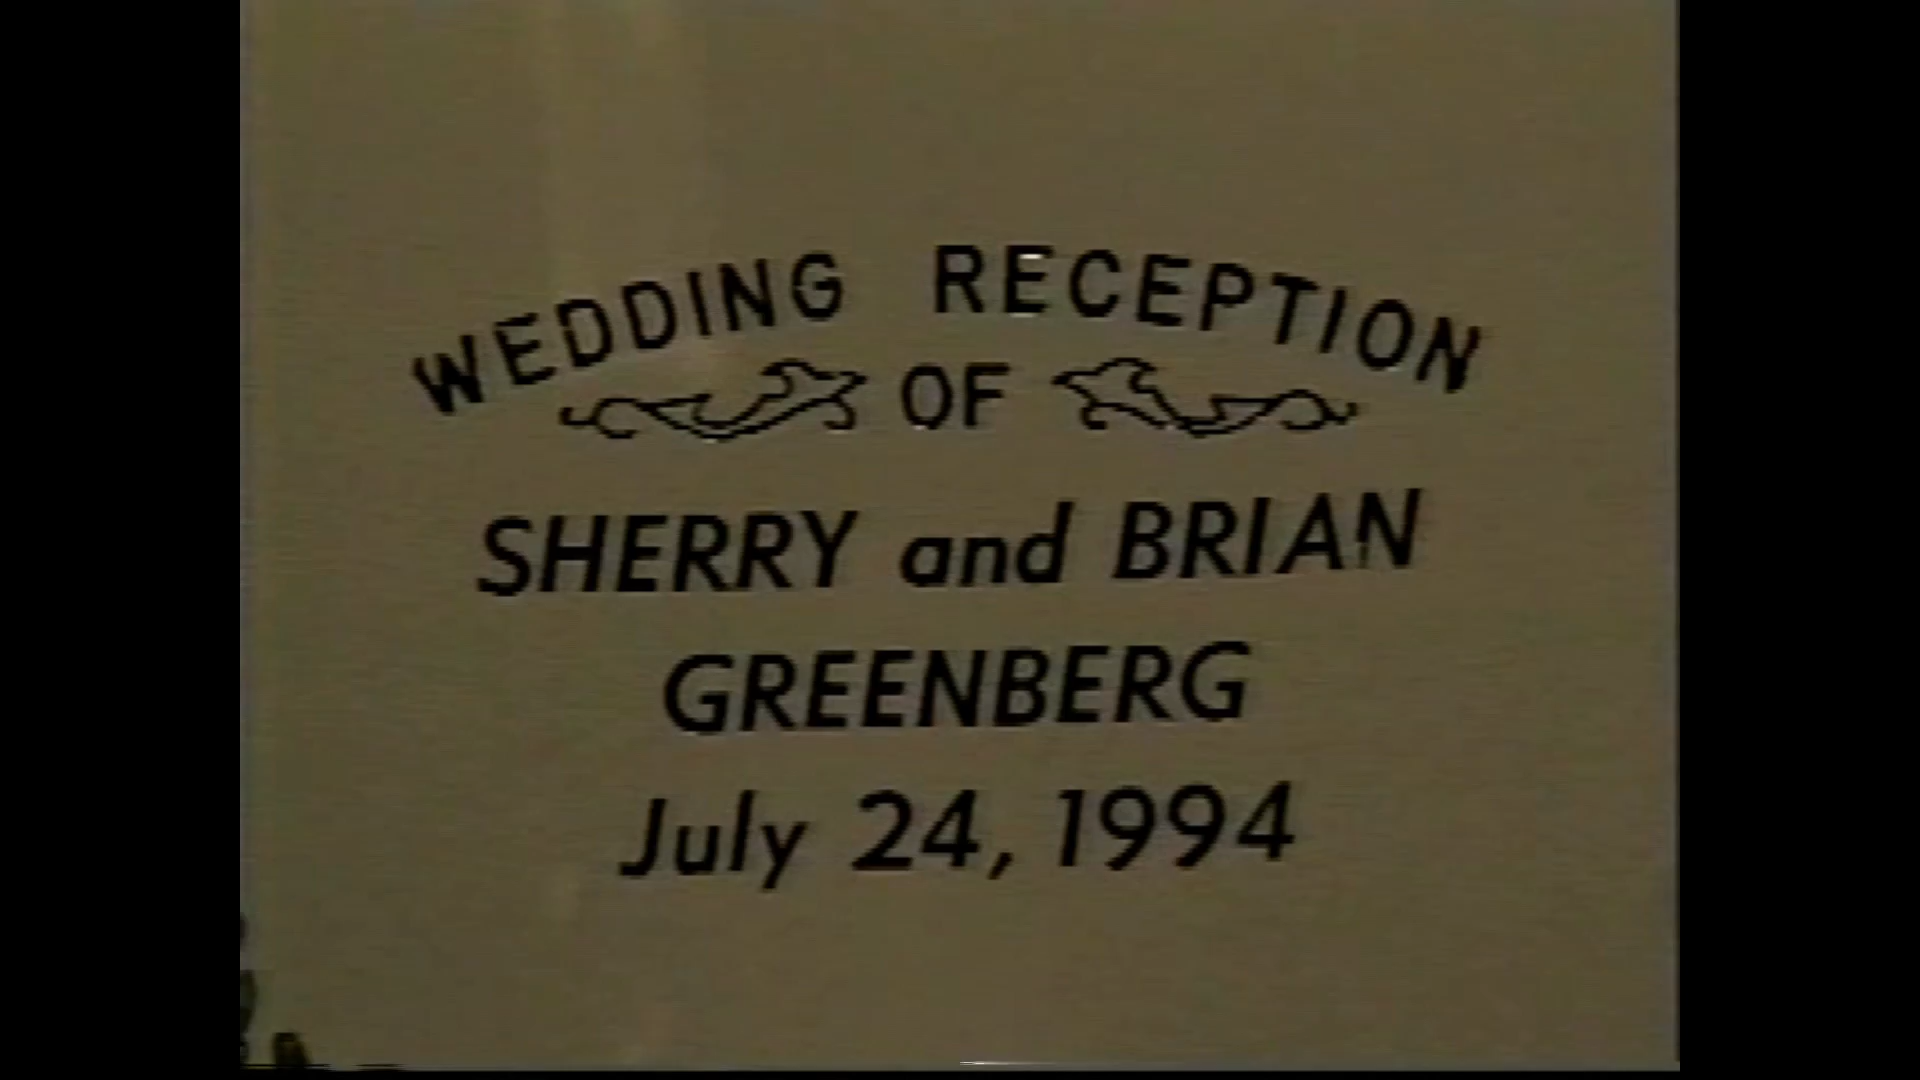 WEDDING RECEPTION
OF
SHERRY and BRIAN
GREENBERG
July 24, 1994